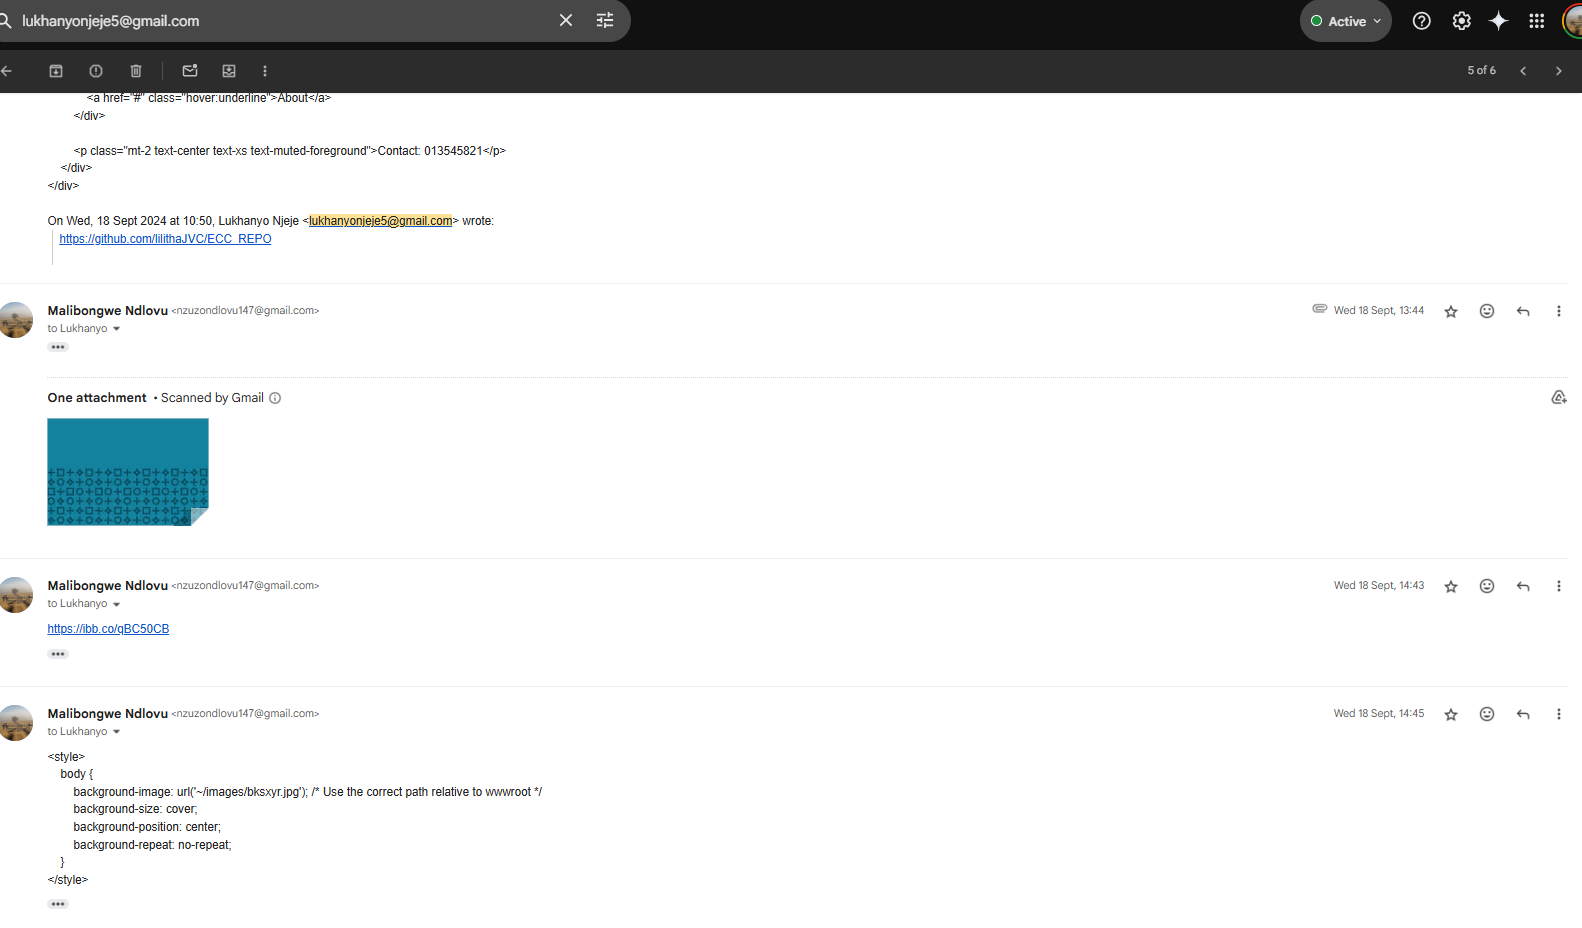 lukhanyonjeje5@gmail.com
Active
5 of 6
<a href="#" class="hover:underline">About</a>
</div>
<p class="mt-2 text-center text-xs text-muted-foreground">Contact: 013545821</p>
</div>
</div>
On Wed, 18 Sept 2024 at 10:50, Lukhanyo Njeje <lukhanyonjeje5@gmail.com> wrote:
https://github.com/lilithaJVC/ECC_REPO
Malibongwe Ndlovu <nzuzondlovu147@gmail.com>
Wed 18 Sept, 13:44
to Lukhanyo
One attachment • Scanned by Gmail
Malibongwe Ndlovu <nzuzondlovu147@gmail.com>
Wed 18 Sept, 14:43
to Lukhanyo
https://ibb.co/qBC50CB
Malibongwe Ndlovu <nzuzondlovu147@gmail.com>
Wed 18 Sept, 14:45
to Lukhanyo
<style>
body {
background-image: url('~/images/bksxyr.jpg'); /* Use the correct path relative to wwwroot */
background-size: cover;
background-position: center;
background-repeat: no-repeat;
}
</style>